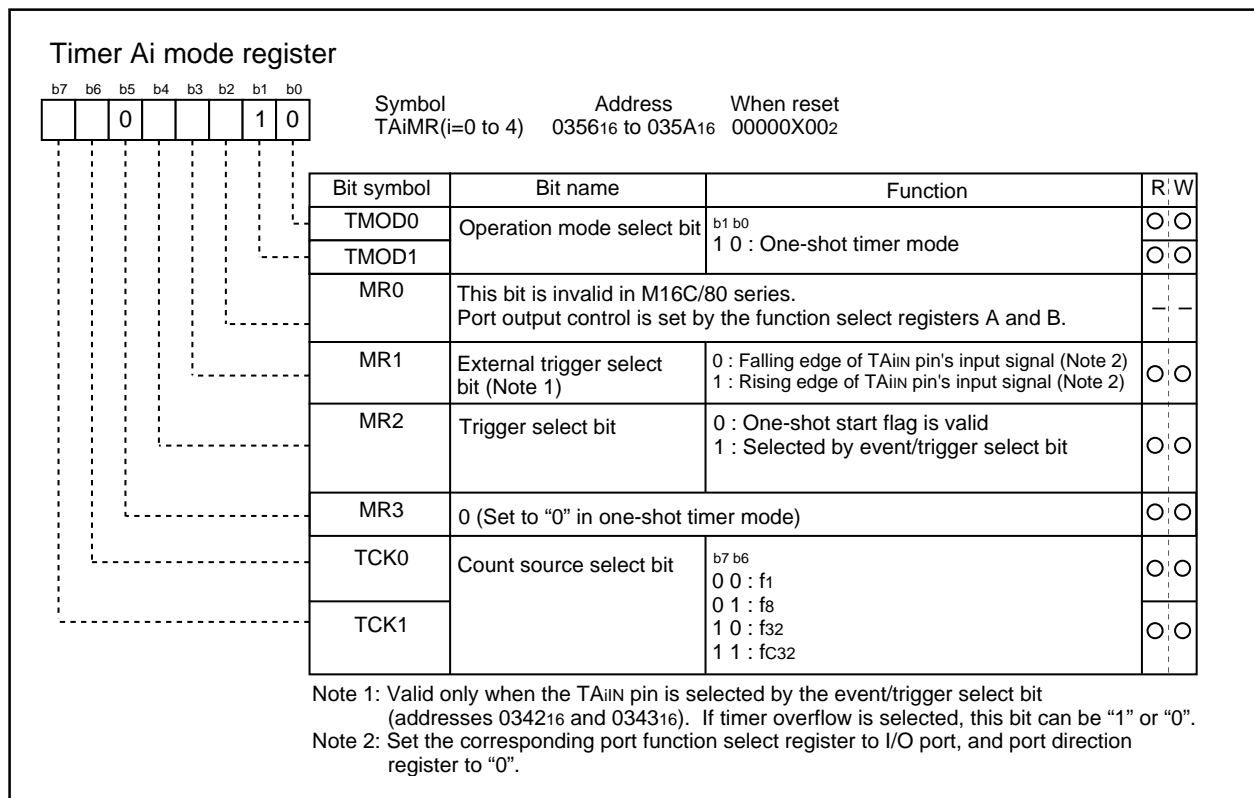 Timer Ai mode register
b7 b6 b5 b4 b3 b2 b1 b0
0 1 0
Symbol Address When reset
TAiMR(i=0 to 4) 035616 to 035A16 00000X002
Bit symbol Bit name Function R W
TMOD0 Operation mode select bit b1 b0
1 0 : One-shot timer mode
TMOD1
MR0 This bit is invalid in M16C/80 series.
Port output control is set by the function select registers A and B. – –
MR1 External trigger select 0 : Falling edge of TAiIN pin's input signal (Note 2)
bit (Note 1) 1 : Rising edge of TAiIN pin's input signal (Note 2)
MR2 Trigger select bit 0 : One-shot start flag is valid
1 : Selected by event/trigger select bit
MR3 0 (Set to “0” in one-shot timer mode)
TCK0 Count source select bit b7 b6
0 0 : f1
0 1 : f8
TCK1 1 0 : f32
1 1 : fC32
Note 1: Valid only when the TAiIN pin is selected by the event/trigger select bit
(addresses 034216 and 034316). If timer overflow is selected, this bit can be “1” or “0”.
Note 2: Set the corresponding port function select register to I/O port, and port direction
register to “0”.